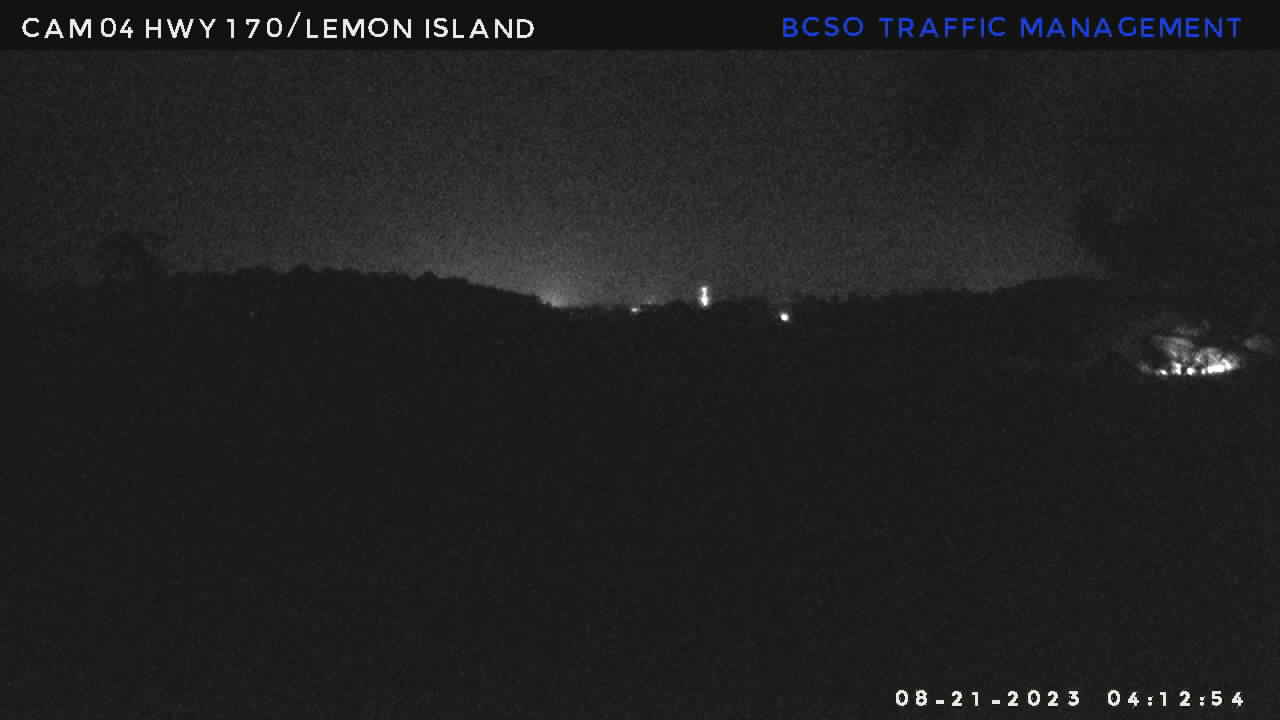 CAM04 HWY 170/LEMON ISLAND
BCSO TRAFFIC MANAGEMENT
08-21-2023 04:12:54